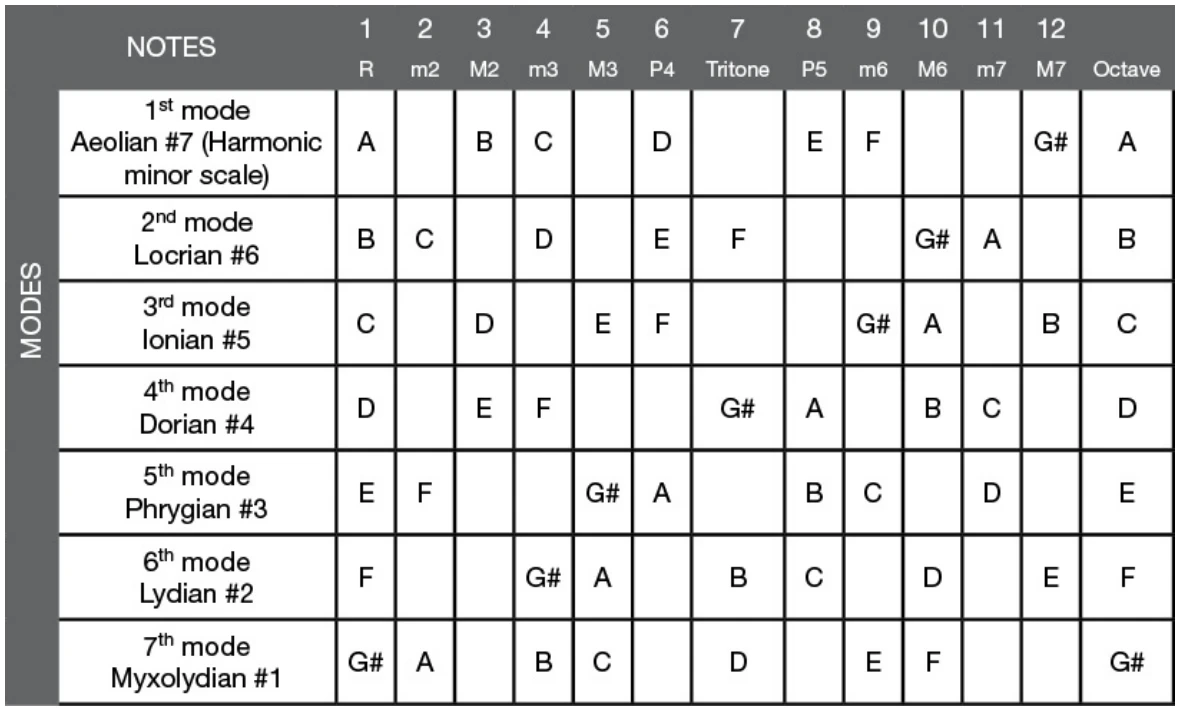 NOTES 1 2 3 4 5 6 7 8 9 10 11 12
R m2 M2 m3 M3 P4 Tritone P5 m6 M6 m7 M7 Octave
MODES
1st mode
Aeolian #7 (Harmonic
minor scale)
A B C D E F G# A
2nd mode
Locrian #6
B C D E F G# A B
3rd mode
Ionian #5
C D E F G# A B C
4th mode
Dorian #4
D E F G# A B C D
5th mode
Phrygian #3
E F G# A B C D E
6th mode
Lydian #2
F G# A B C D E F
7th mode
Myxolydian #1
G# A B C D E F G#